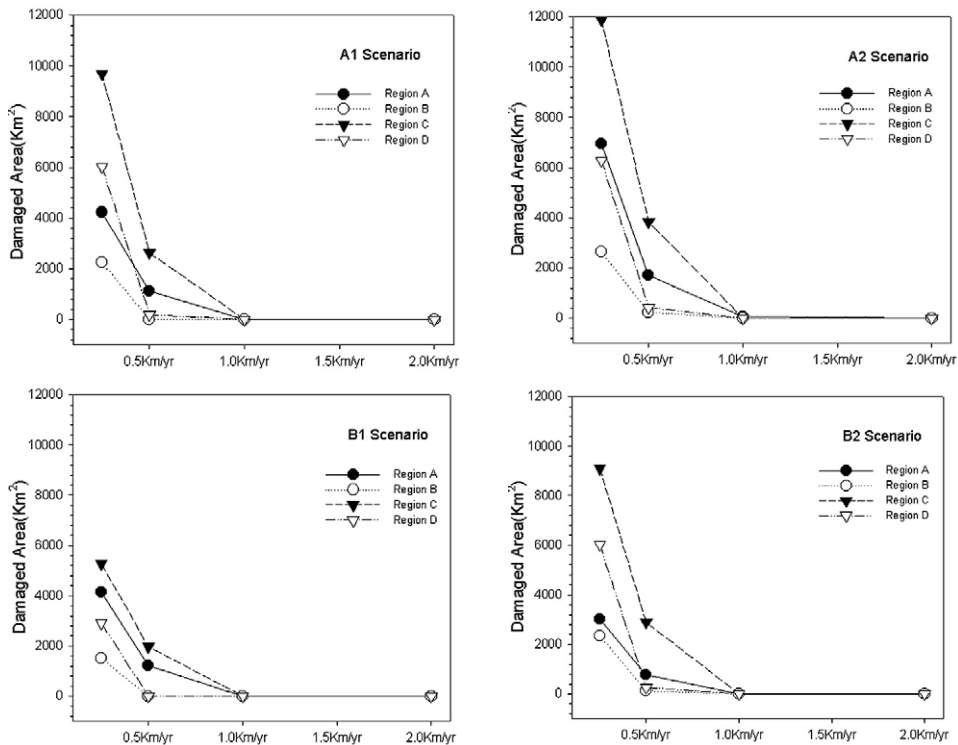 12000
10000
8000
6000
4000
2000
0
Damaged Area(Km²)
A1 Scenario
Region A
Region B
Region C
Region D
0.5Km/yr 1.0Km/yr 1.5Km/yr 2.0Km/yr
12000
10000
8000
6000
4000
2000
0
Damaged Area(Km²)
A2 Scenario
Region A
Region B
Region C
Region D
0.5Km/yr 1.0Km/yr 1.5Km/yr 2.0Km/yr
12000
10000
8000
6000
4000
2000
0
Damaged Area(Km²)
B1 Scenario
Region A
Region B
Region C
Region D
0.5Km/yr 1.0Km/yr 1.5Km/yr 2.0Km/yr
12000
10000
8000
6000
4000
2000
0
Damaged Area(Km²)
B2 Scenario
Region A
Region B
Region C
Region D
0.5Km/yr 1.0Km/yr 1.5Km/yr 2.0Km/yr